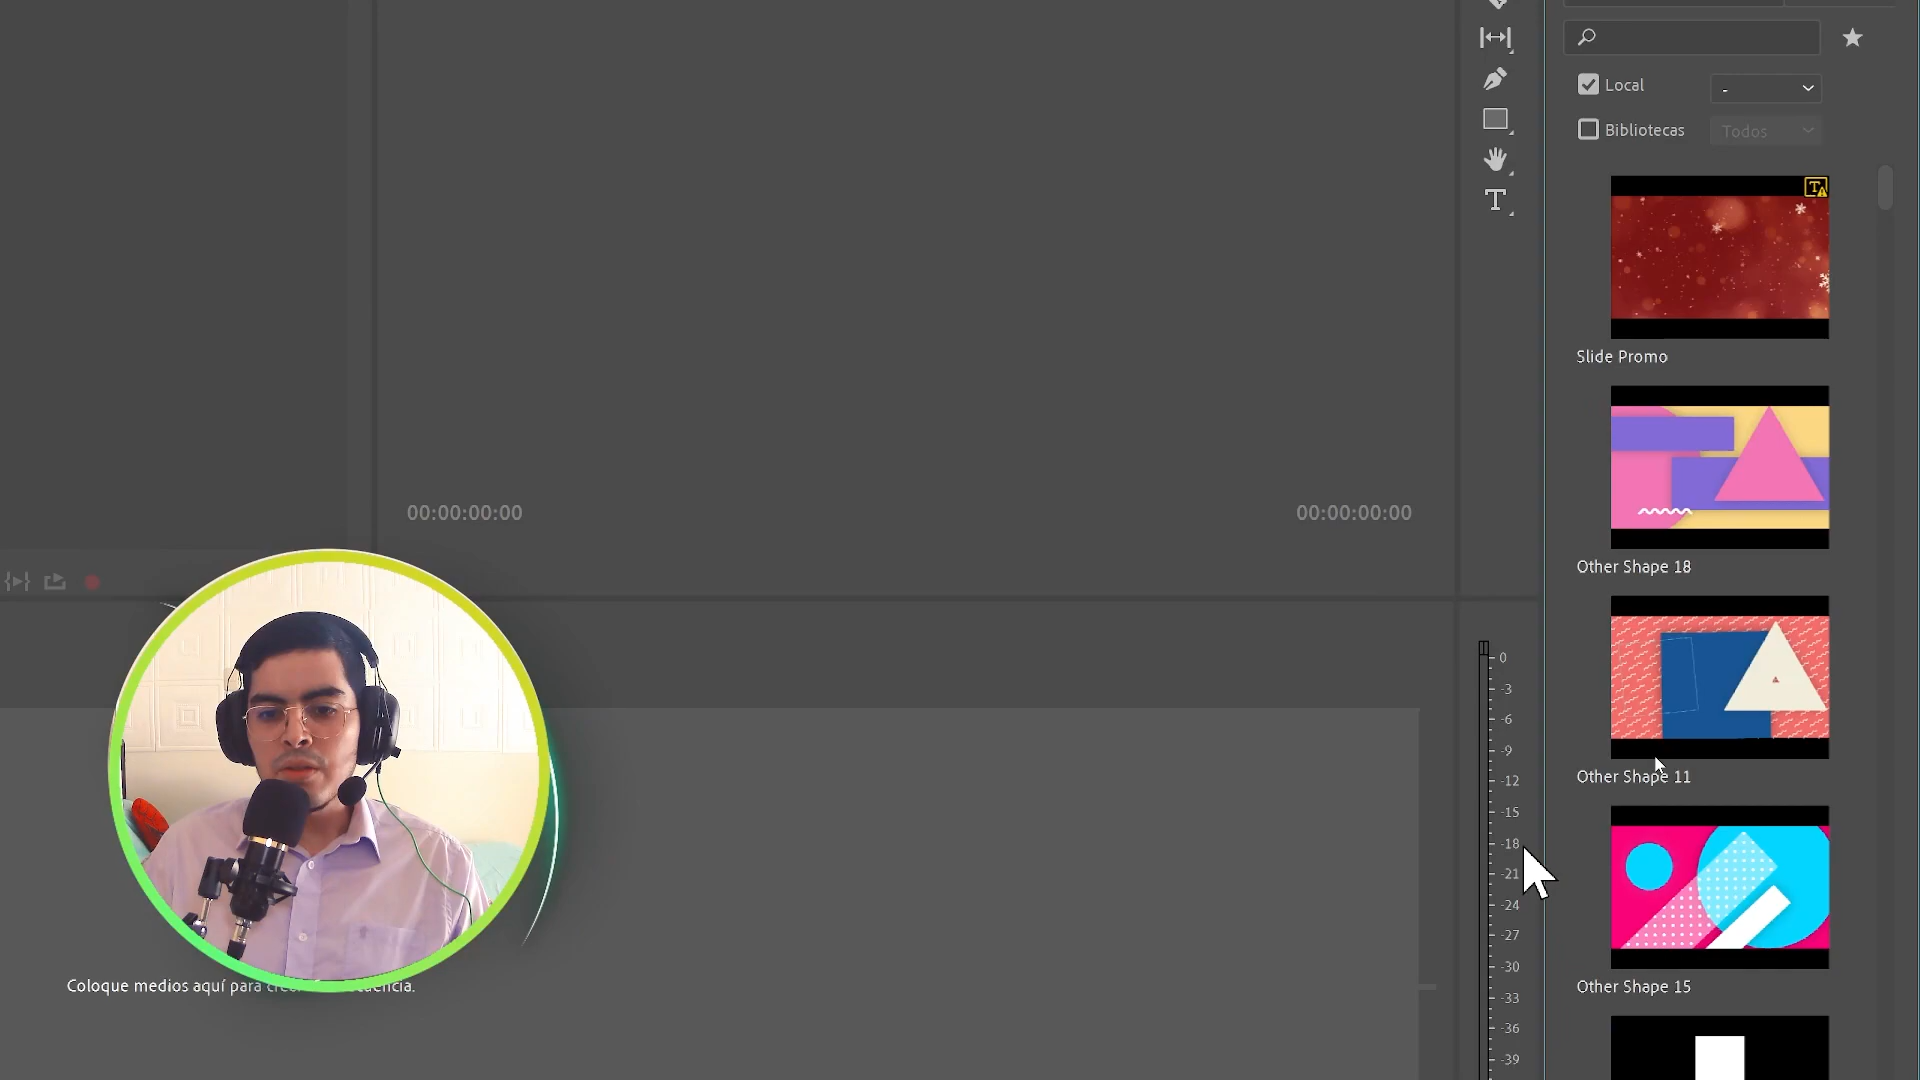 Local
-
Bibliotecas
Todos
Slide Promo
Other Shape 18
00:00:00:00
00:00:00:00
Other Shape 11
Other Shape 15
0
-3
-6
-9
-12
-15
-18
-21
-24
-27
-30
-33
-36
-39
Coloque medios aquí para